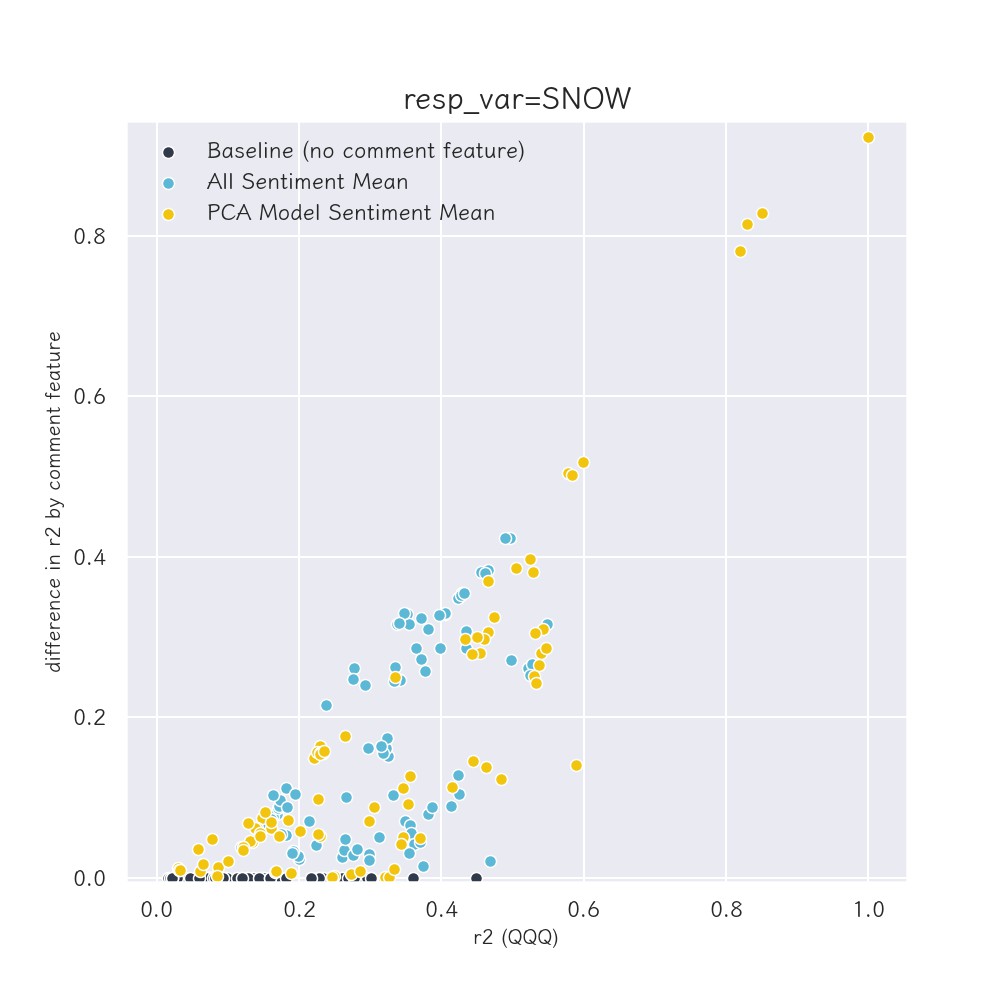 resp_var=SNOW
Baseline (no comment feature)
All Sentiment Mean
PCA Model Sentiment Mean
difference in r2 by comment feature
0.8
0.6
0.4
0.2
0.0
0.0 0.2 0.4 0.6 0.8 1.0
r2 (QQQ)